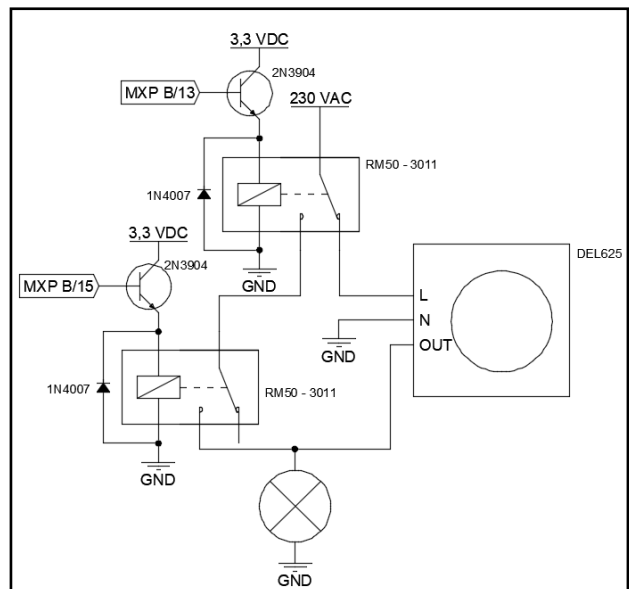 3,3 VDC
2N3904
MXP B/13
230 VAC
RM50 - 3011
1N4007
3,3 VDC
DEL625
2N3904
GND
MXP B/15
L
N
OUT
GND
1N4007
RM50 - 3011
GND
GND